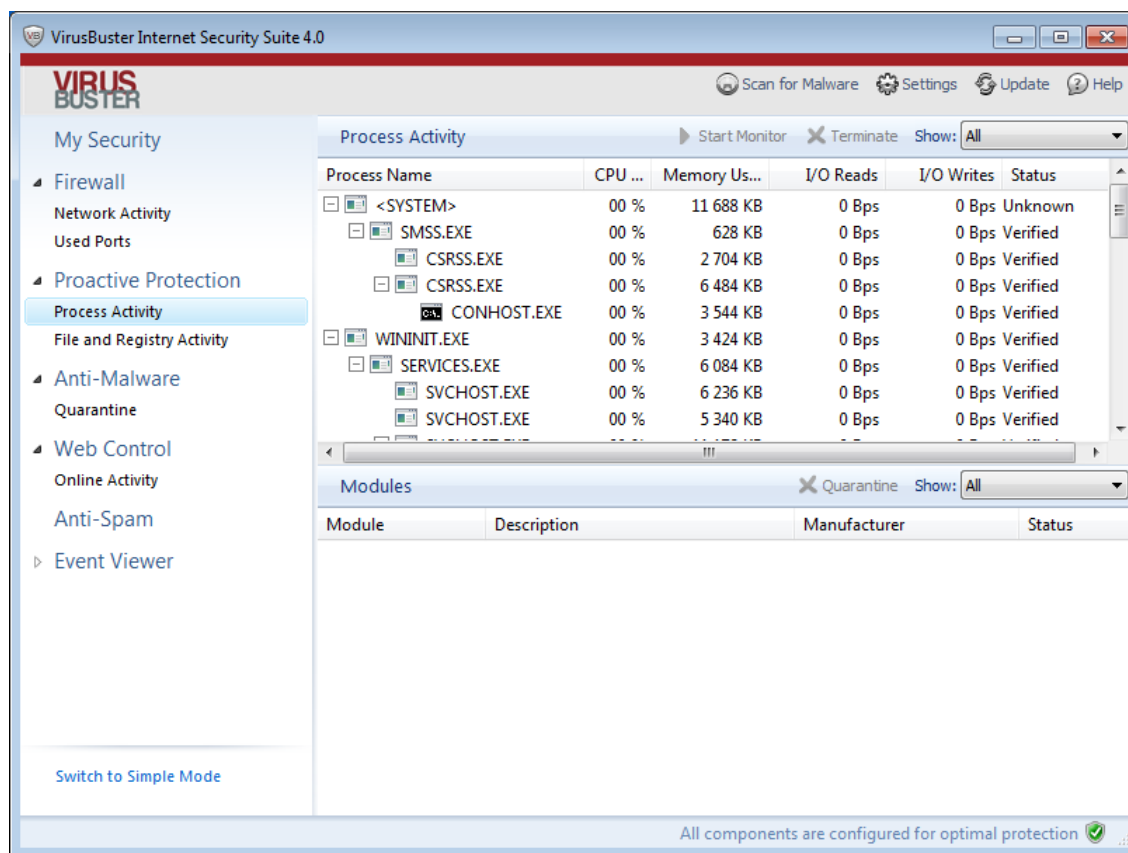 VirusBuster Internet Security Suite 4.0
VIRUS
BUSTER
Scan for Malware Settings Update Help
My Security
Firewall
Network Activity
Used Ports
Proactive Protection
Process Activity
File and Registry Activity
Anti-Malware
Quarantine
Web Control
Online Activity
Anti-Spam
Event Viewer
Switch to Simple Mode
Process Activity Start Monitor Terminate Show: All
Process Name CPU ... Memory Us... I/O Reads I/O Writes Status
<SYSTEM> 00 % 11 688 KB 0 Bps 0 Bps Unknown
SMSS.EXE 00 % 628 KB 0 Bps 0 Bps Verified
CSRSS.EXE 00 % 2 704 KB 0 Bps 0 Bps Verified
CSRSS.EXE 00 % 6 484 KB 0 Bps 0 Bps Verified
CONHOST.EXE 00 % 3 544 KB 0 Bps 0 Bps Verified
WININIT.EXE 00 % 3 424 KB 0 Bps 0 Bps Verified
SERVICES.EXE 00 % 6 084 KB 0 Bps 0 Bps Verified
SVCHOST.EXE 00 % 6 236 KB 0 Bps 0 Bps Verified
SVCHOST.EXE 00 % 5 340 KB 0 Bps 0 Bps Verified
Modules Quarantine Show: All
Module Description Manufacturer Status
All components are configured for optimal protection